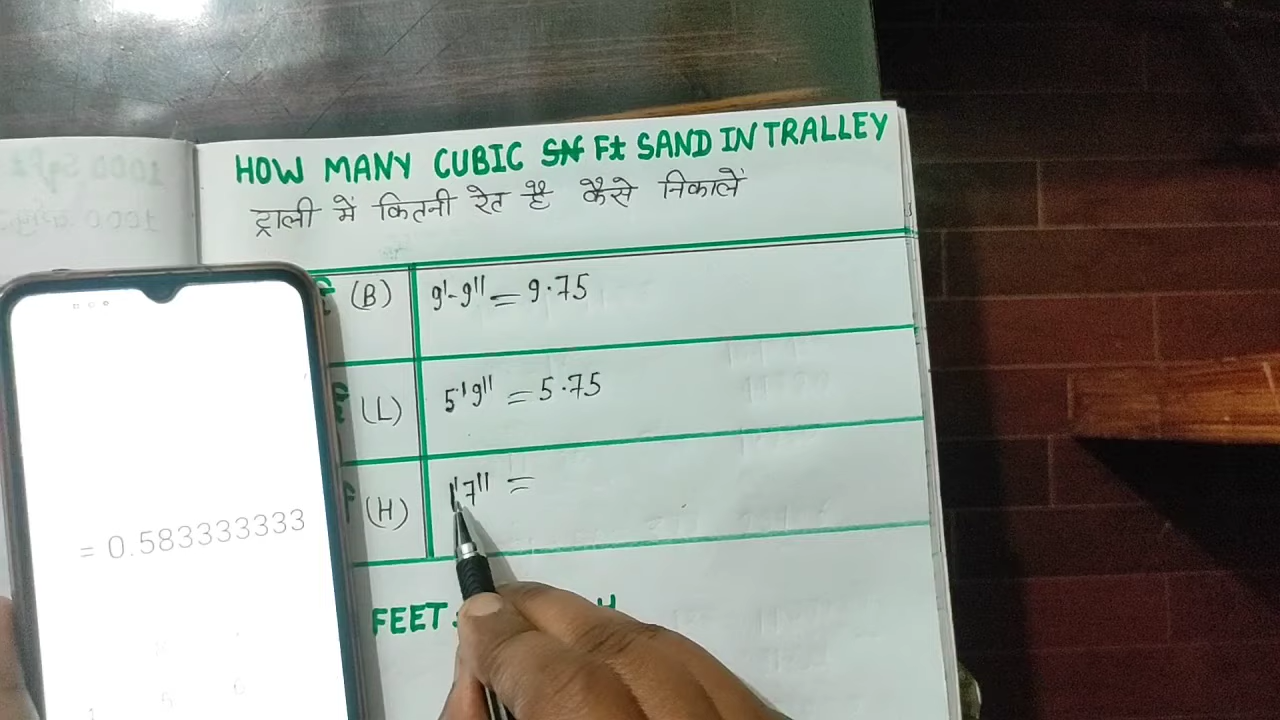 HOW MANY CUBIC Ft SAND IN TRALLEY
ट्राली में कितनी रेत है कैसे निकालें
(B) 9'-9" = 9.75
(L) 5'9" = 5.75
(H) 1'7" =
FEET
= 0.583333333